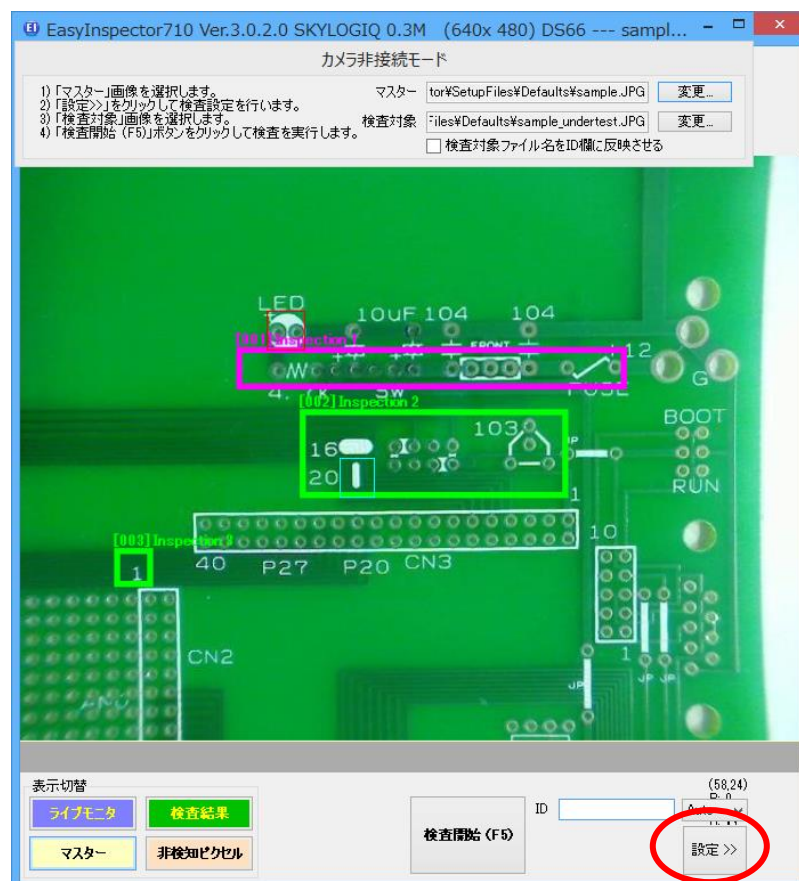 EasyInspector710 Ver.3.0.2.0 SKYLOGIQ 0.3M (640x 480) DS66 --- sampl...
カメラ非接続モード
1)「マスター」画像を選択します。
2)「設定>>」をクリックして検査設定を行います。
3)「検査対象」画像を選択します。
4)「検査開始 (F5)」ボタンをクリックして検査を実行します。
マスター tor¥SetupFiles¥Defaults¥sample.JPG 変更...
検査対象 Files¥Defaults¥sample_undertest.JPG 変更...
検査対象ファイル名をID欄に反映させる
LED
10uF 104 104
[001] Inspection 1
FRONT
+12
G
4.7K SW FUSE
[002] Inspection 2
BOOT
103
JP
16
20
RUN
1
[003] Inspection 3
10
40 P27 P20 CN3
1
CN2
1
JP JP JP
表示切替
ライブモニタ 検査結果
マスター 非検知ピクセル
検査開始 (F5)
ID
(58,24)
Auto
設定 >>